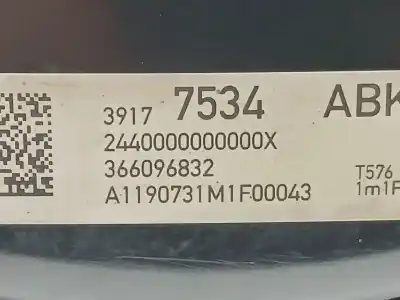 3917 7534 ABK
2440000000000X
366096832
A1190731M1F00043
T576
1m1F